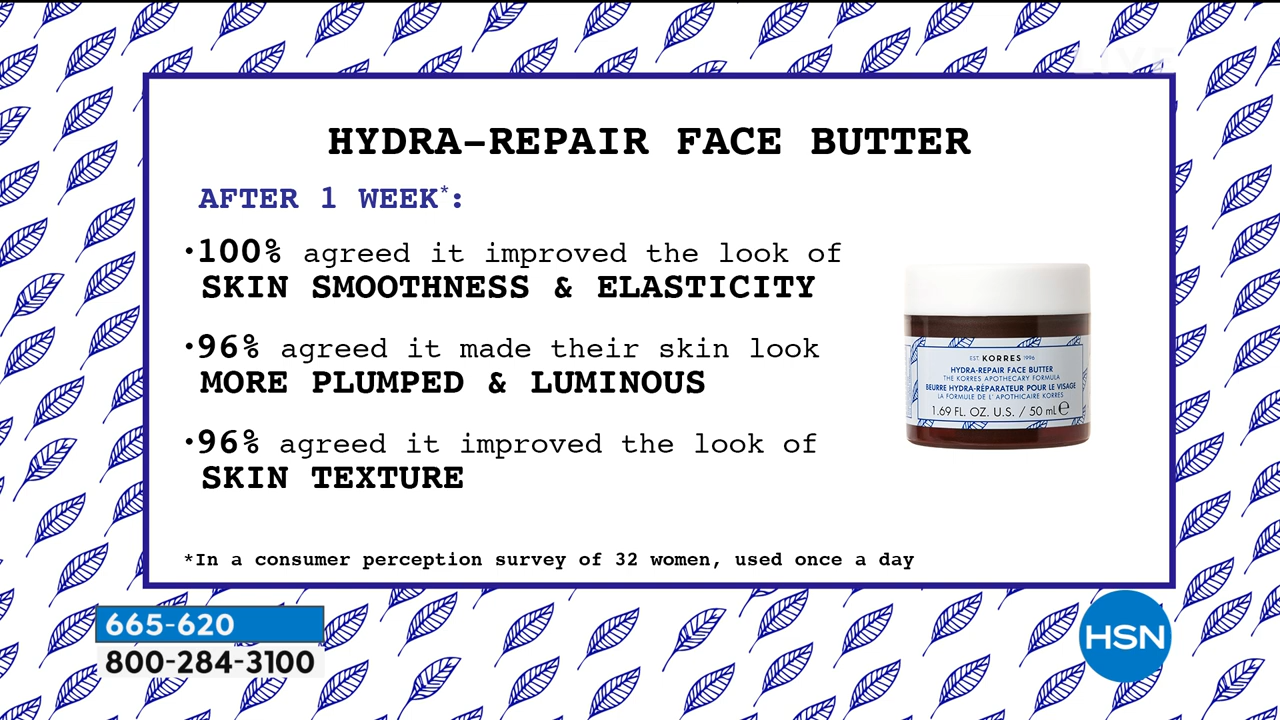 LIVE
HYDRA-REPAIR FACE BUTTER
AFTER 1 WEEK*:
•100% agreed it improved the look of
SKIN SMOOTHNESS & ELASTICITY
•96% agreed it made their skin look
MORE PLUMPED & LUMINOUS
•96% agreed it improved the look of
SKIN TEXTURE
EST. KORRES 1996
HYDRA-REPAIR FACE BUTTER
THE KORRES APOTHECARY FORMULA
BEURRE HYDRA-RÉPARATEUR POUR LE VISAGE
LA FORMULE DE L' APOTHICAIRE KORRES
1.69 FL. OZ. U.S. / 50 mL ℮
*In a consumer perception survey of 32 women, used once a day
665-620
800-284-3100
HSN